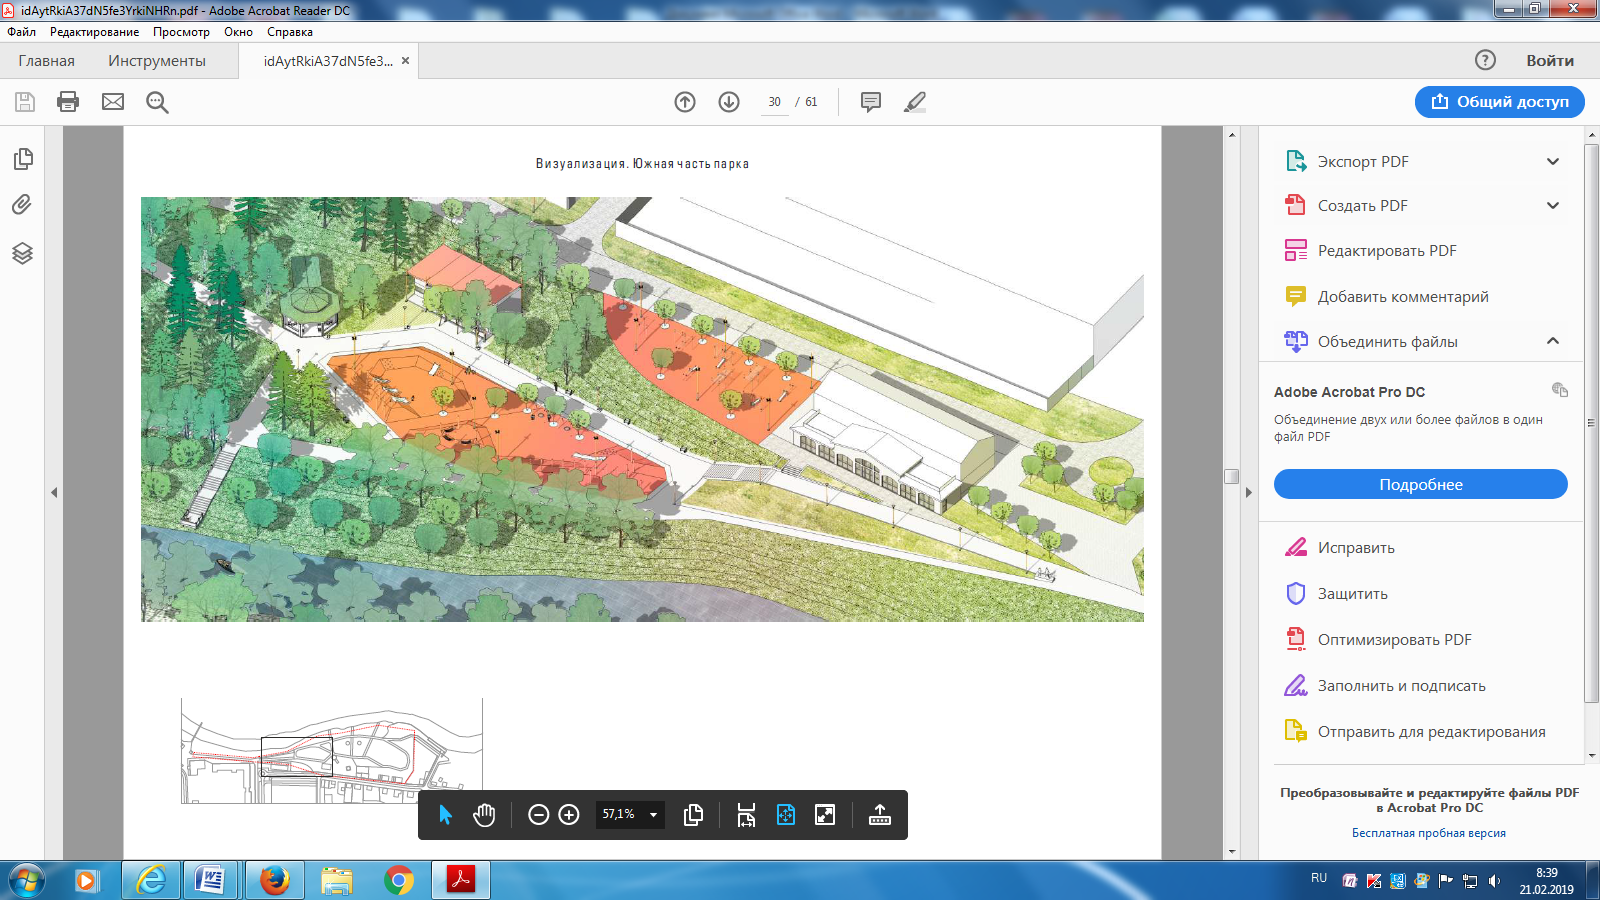 idAytRkiA37dN5fe3YrkiNHRn.pdf - Adobe Acrobat Reader DC
Файл Редактирование Просмотр Окно Справка
Главная Инструменты idAytRkiA37dN5fe3... × Войти
30 / 61 Общий доступ
Визуализация. Южная часть парка
Экспорт PDF
Создать PDF
Редактировать PDF
Добавить комментарий
Объединить файлы
Adobe Acrobat Pro DC
Объединение двух или более файлов в один
файл PDF
Подробнее
Исправить
Защитить
Оптимизировать PDF
Заполнить и подписать
Отправить для редактирования
Преобразовывайте и редактируйте файлы PDF
в Acrobat Pro DC
Бесплатная пробная версия
57,1%
RU 8:39
21.02.2019